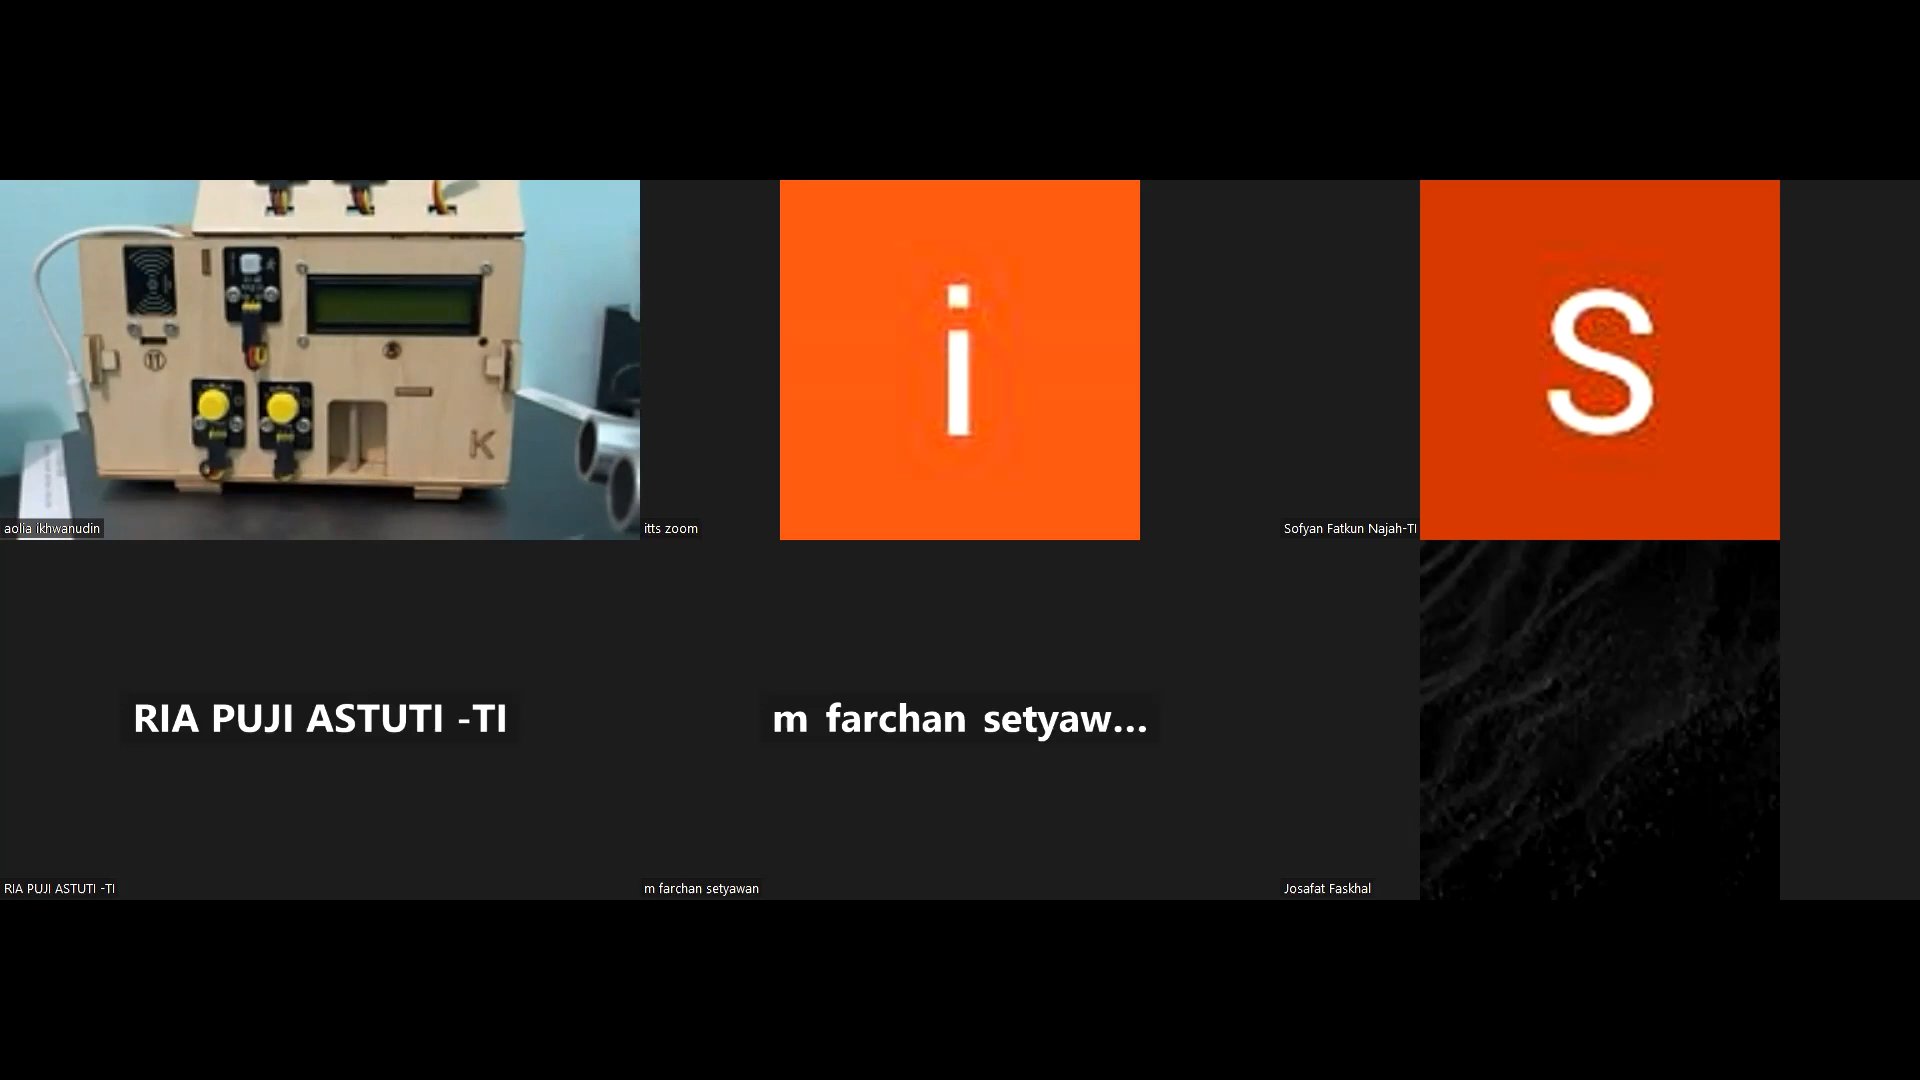 11
K
aolia ikhwanudin
i
itts zoom
S
Sofyan Fatkun Najah-TI
RIA PUJI ASTUTI -TI
RIA PUJI ASTUTI -TI
m farchan setyaw...
m farchan setyawan
Josafat Faskhal